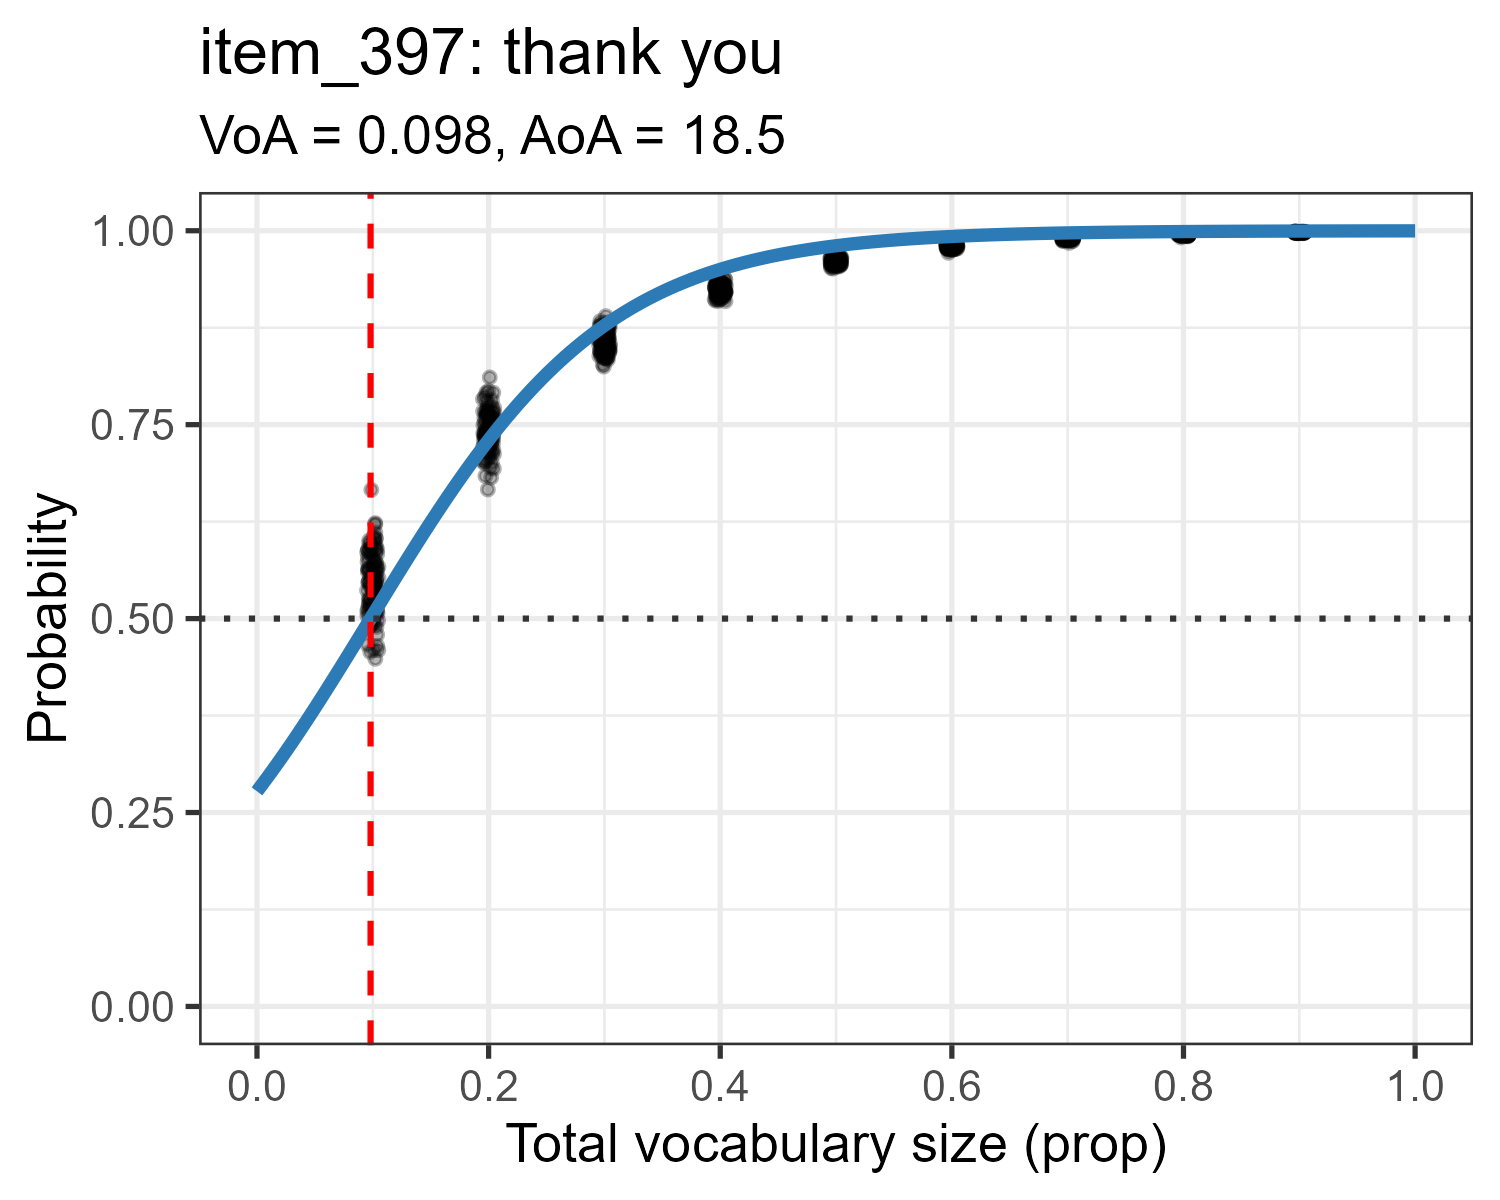 item_397: thank you
VoA = 0.098, AoA = 18.5
1.00
0.75
0.50
0.25
0.00
Probability
0.0 0.2 0.4 0.6 0.8 1.0
Total vocabulary size (prop)